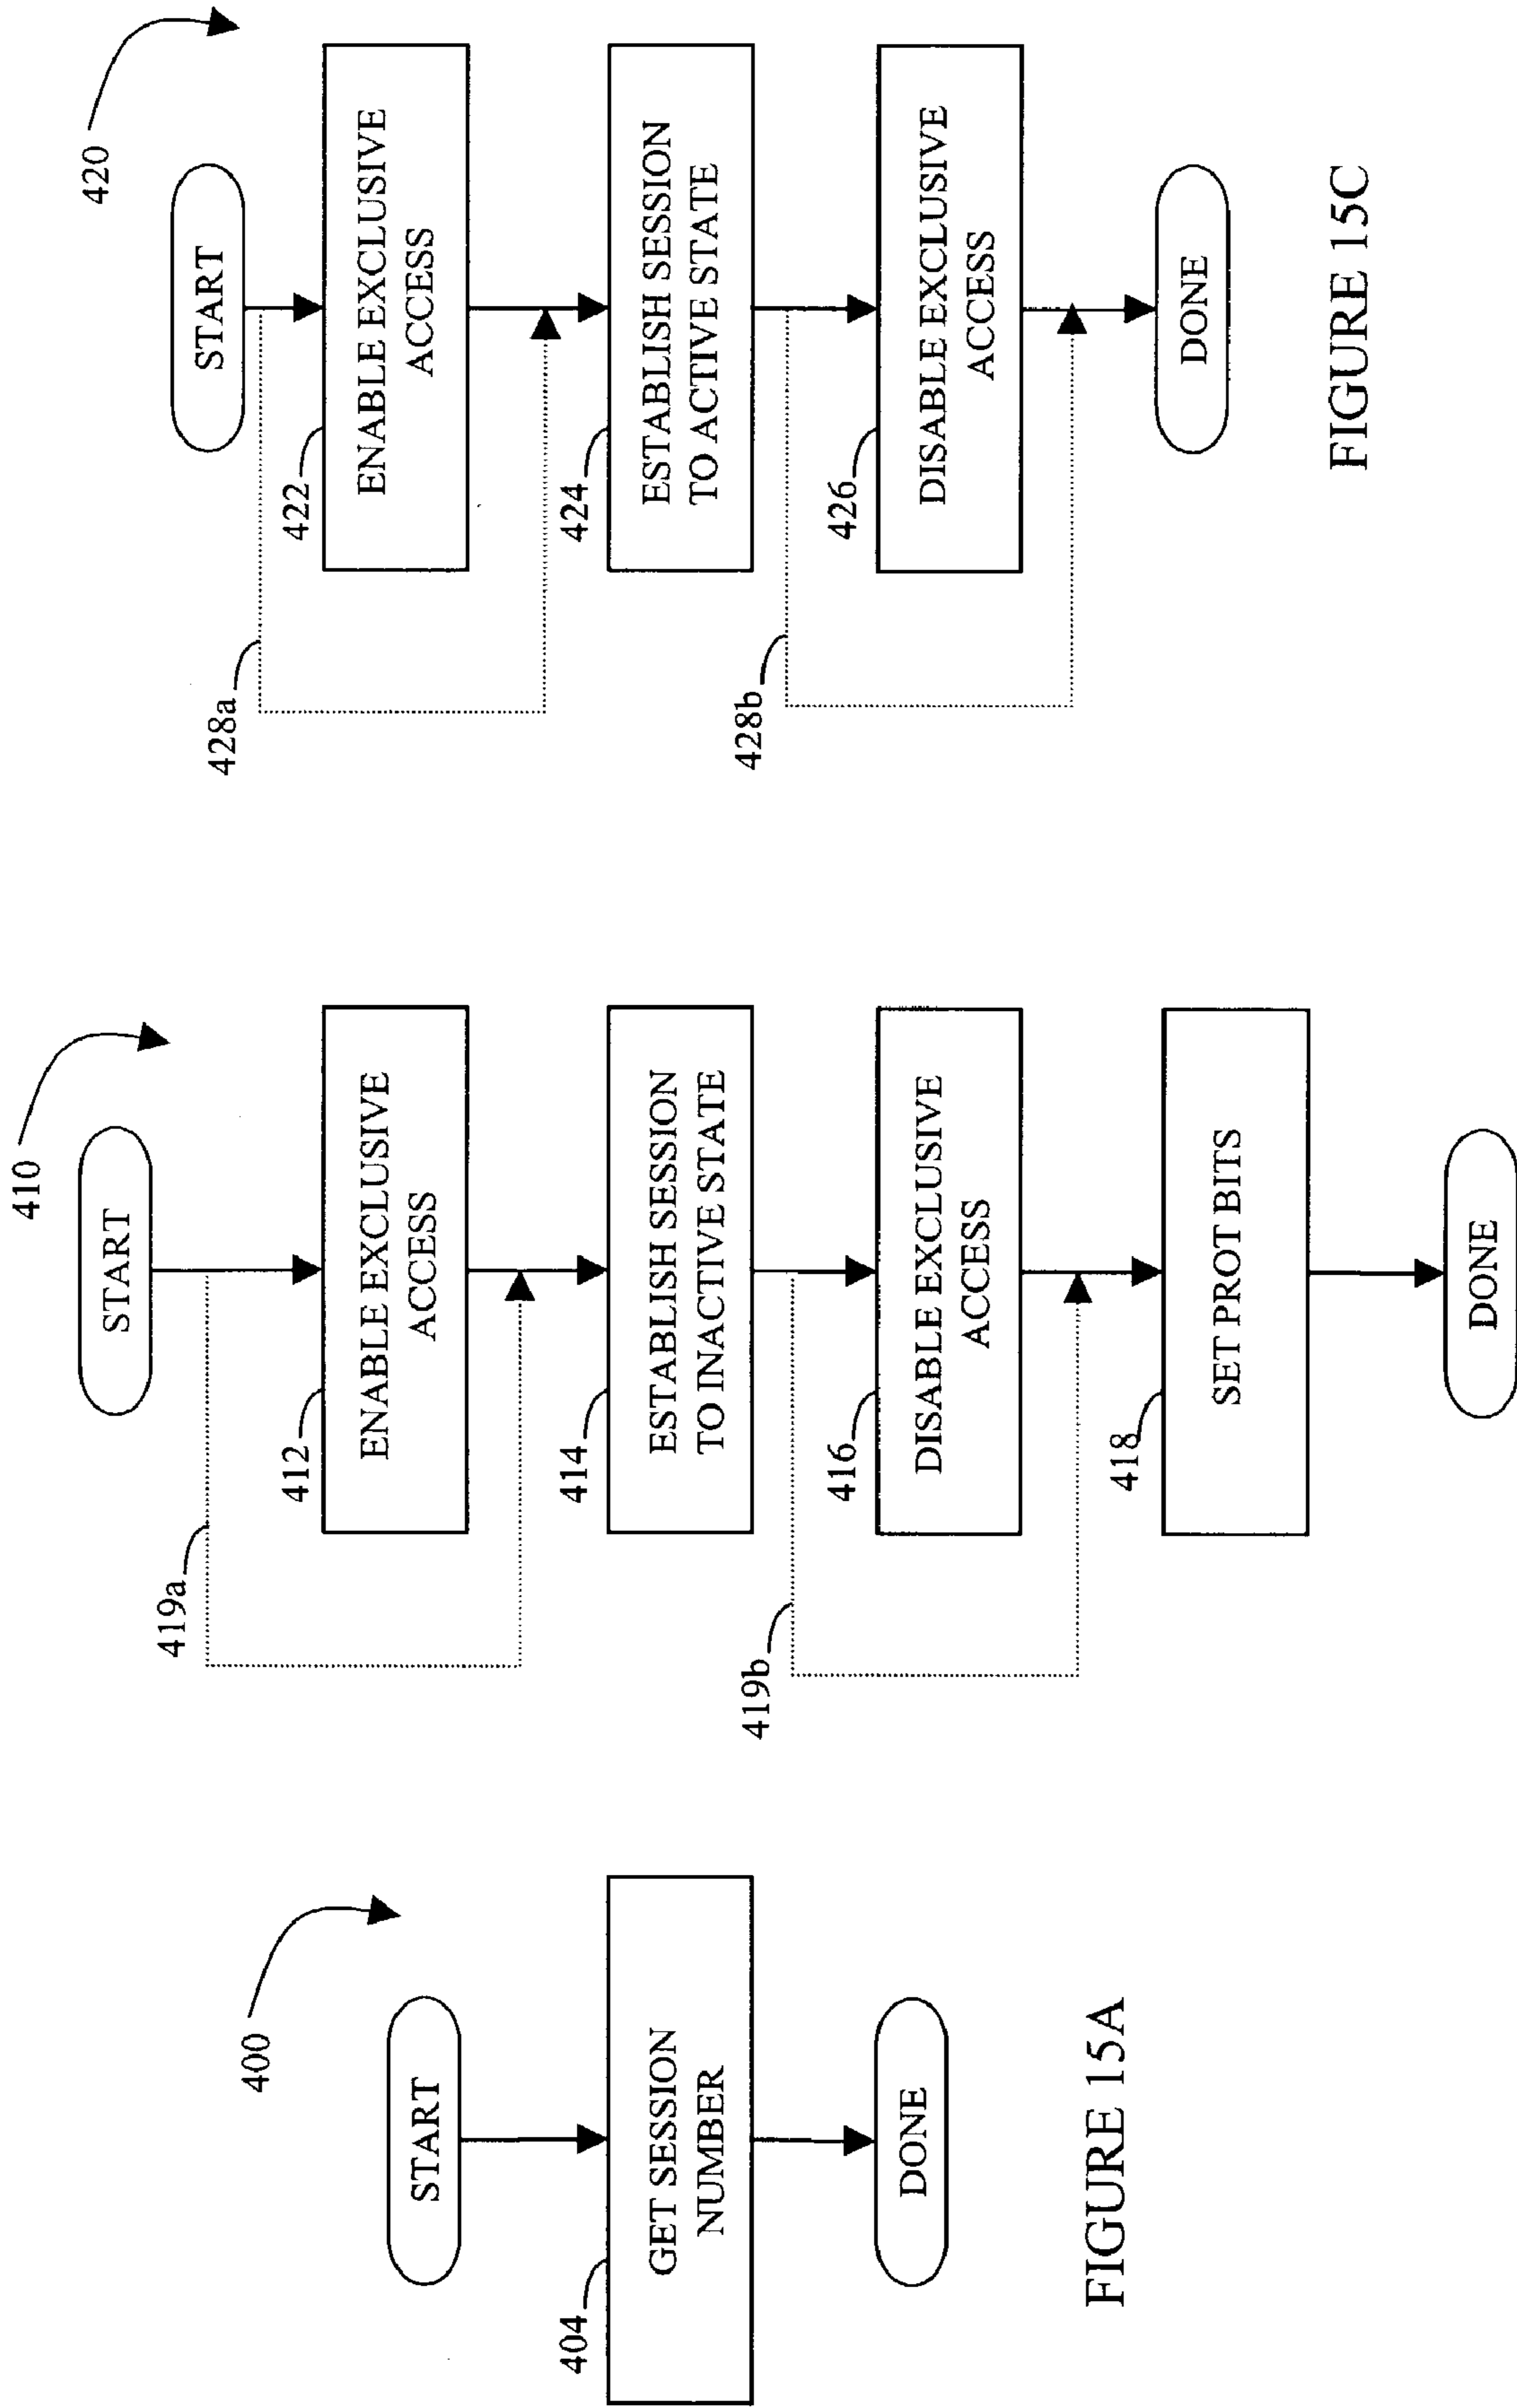 400
START
404
GET SESSION
NUMBER
DONE
FIGURE 15A
410
START
419a
412
ENABLE EXCLUSIVE
ACCESS
414
ESTABLISH SESSION
TO INACTIVE STATE
419b
416
DISABLE EXCLUSIVE
ACCESS
418
SET PROT BITS
DONE
420
START
428a
422
ENABLE EXCLUSIVE
ACCESS
424
ESTABLISH SESSION
TO ACTIVE STATE
428b
426
DISABLE EXCLUSIVE
ACCESS
DONE
FIGURE 15C